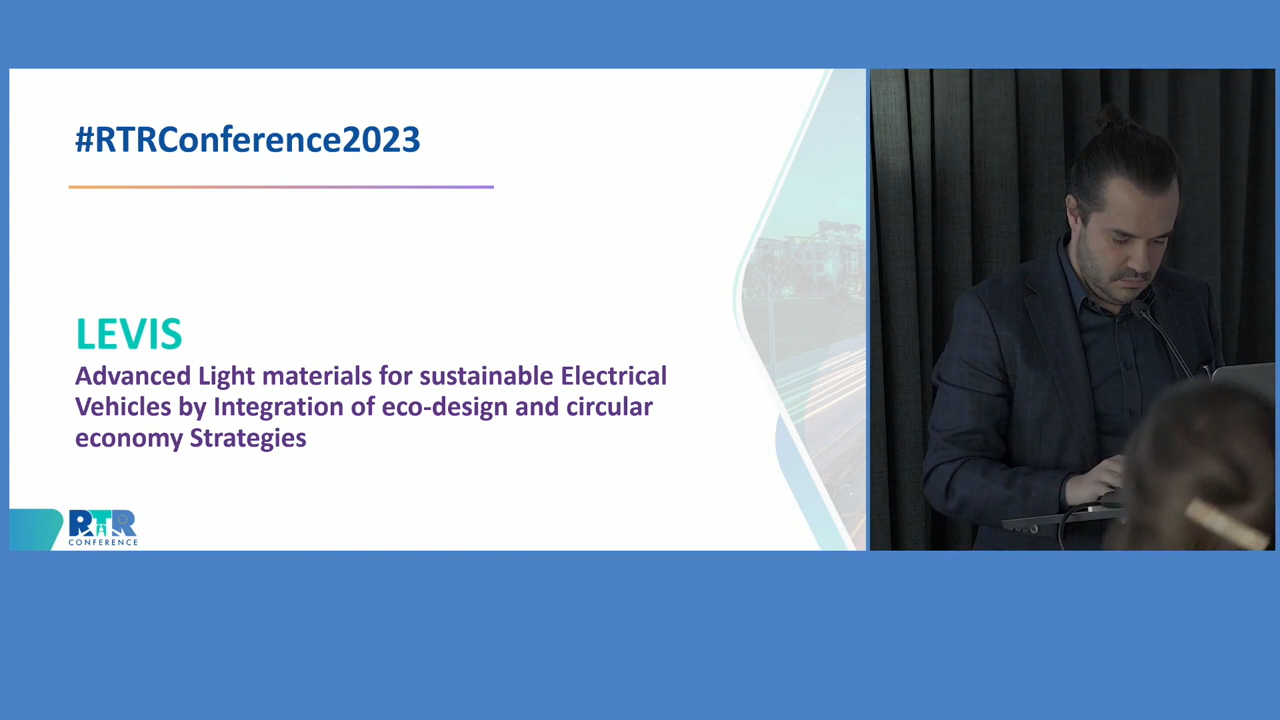 #RTRConference2023
LEVIS
Advanced Light materials for sustainable Electrical
Vehicles by Integration of eco-design and circular
economy Strategies
RTR
CONFERENCE